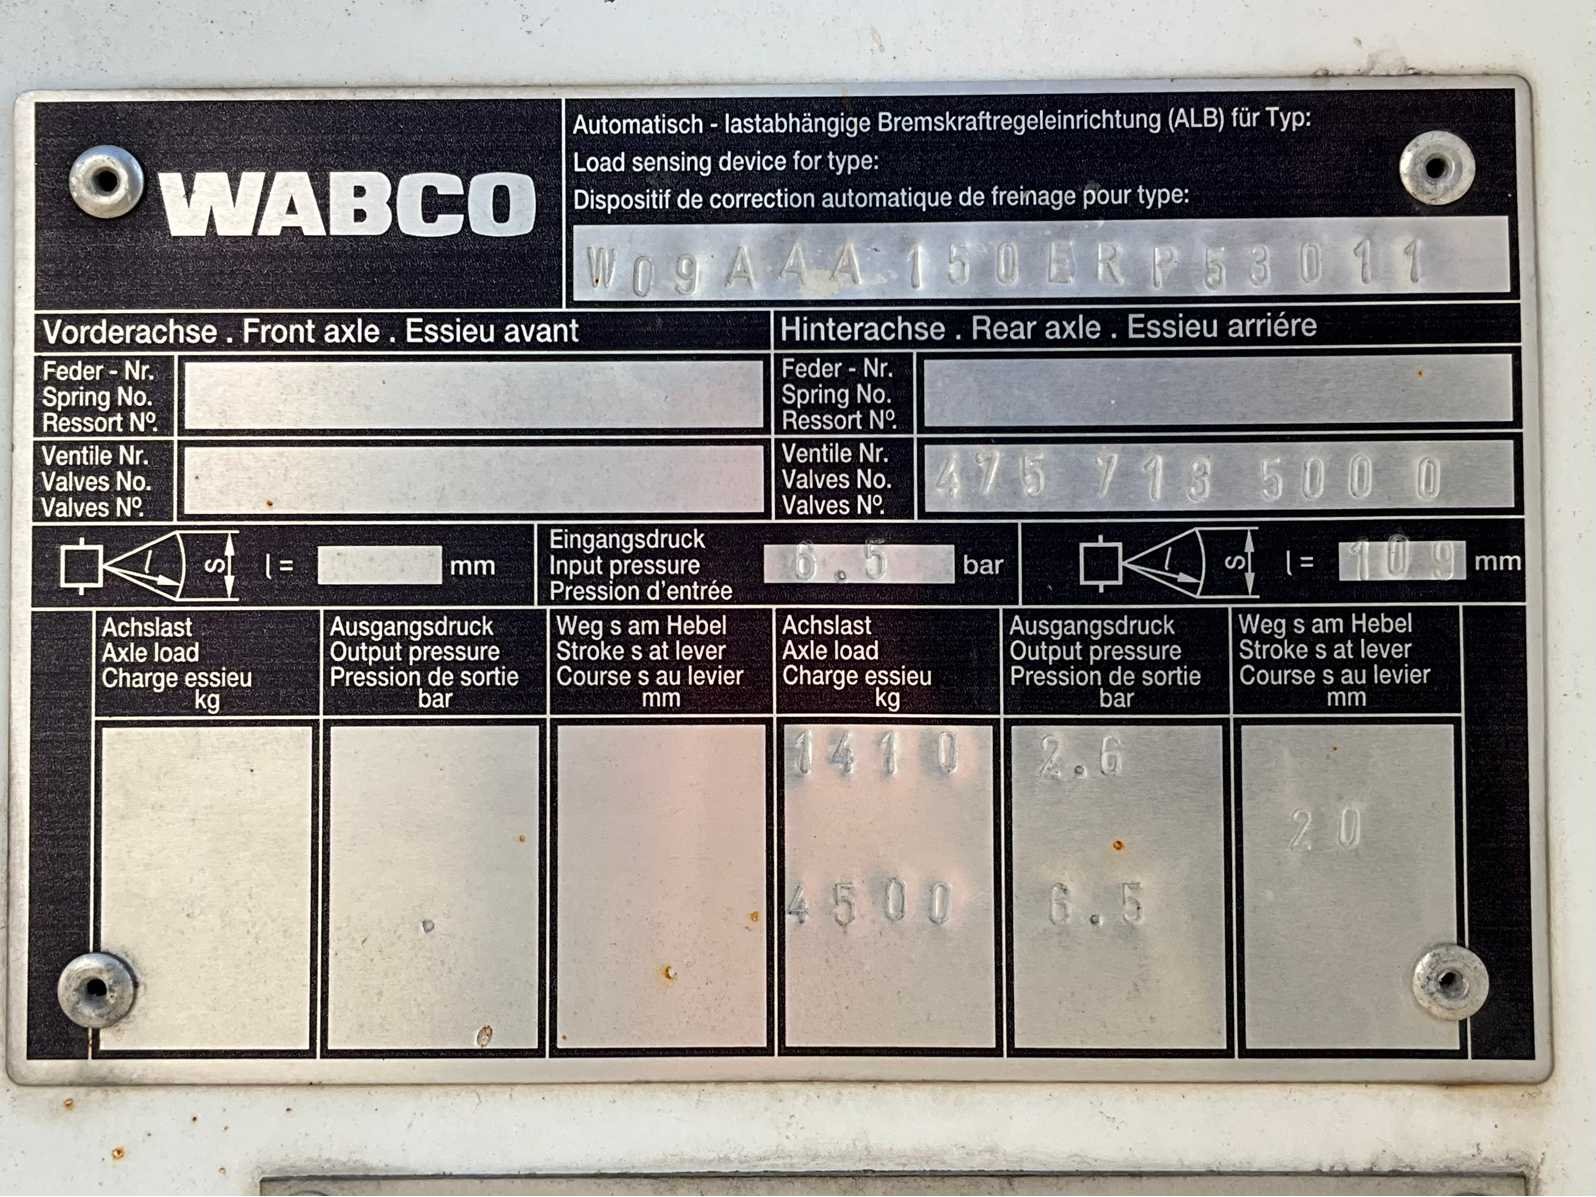 WABCO
Automatisch - lastabhängige Bremskraftregeleinrichtung (ALB) für Typ:
Load sensing device for type:
Dispositif de correction automatique de freinage pour type:
W09AAA150ERP53011
Vorderachse . Front axle . Essieu avant
Hinterachse . Rear axle . Essieu arriére
Feder - Nr.
Spring No.
Ressort Nº.
Feder - Nr.
Spring No.
Ressort Nº.
Ventile Nr.
Valves No.
Valves Nº.
Ventile Nr.
Valves No.
Valves Nº.
475 713 5000
l S l = mm
Eingangsdruck
Input pressure
Pression d'entrée
6.5 bar
l S l = 109 mm
Achslast
Axle load
Charge essieu
kg
Ausgangsdruck
Output pressure
Pression de sortie
bar
Weg s am Hebel
Stroke s at lever
Course s au levier
mm
Achslast
Axle load
Charge essieu
kg
Ausgangsdruck
Output pressure
Pression de sortie
bar
Weg s am Hebel
Stroke s at lever
Course s au levier
mm
1410 2.6
20
4500 6.5